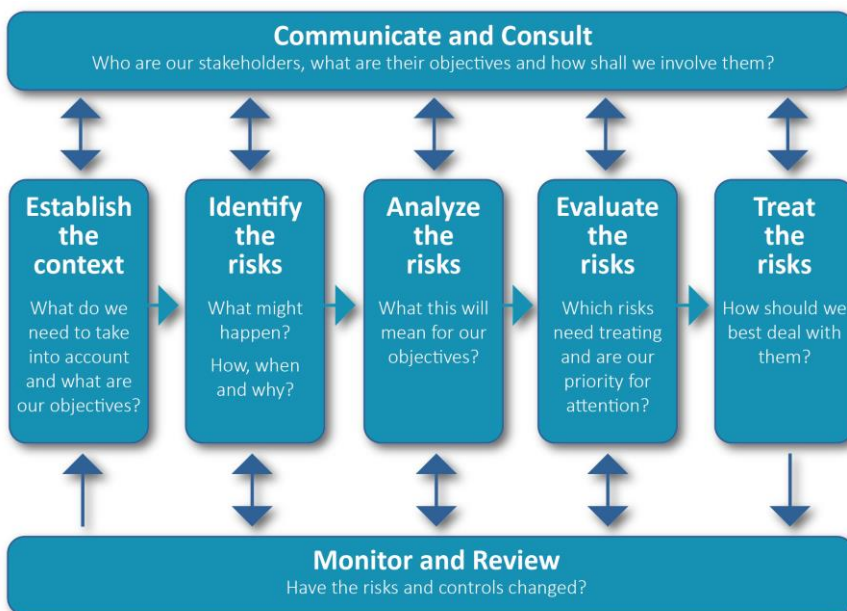 Communicate and Consult
Who are our stakeholders, what are their objectives and how shall we involve them?
Establish
the
context
What do we
need to take
into account
and what are
our objectives?
Identify
the
risks
What might
happen?
How, when
and why?
Analyze
the
risks
What this will
mean for our
objectives?
Evaluate
the
risks
Which risks
need treating
and are our
priority for
attention?
Treat
the
risks
How should we
best deal with
them?
Monitor and Review
Have the risks and controls changed?